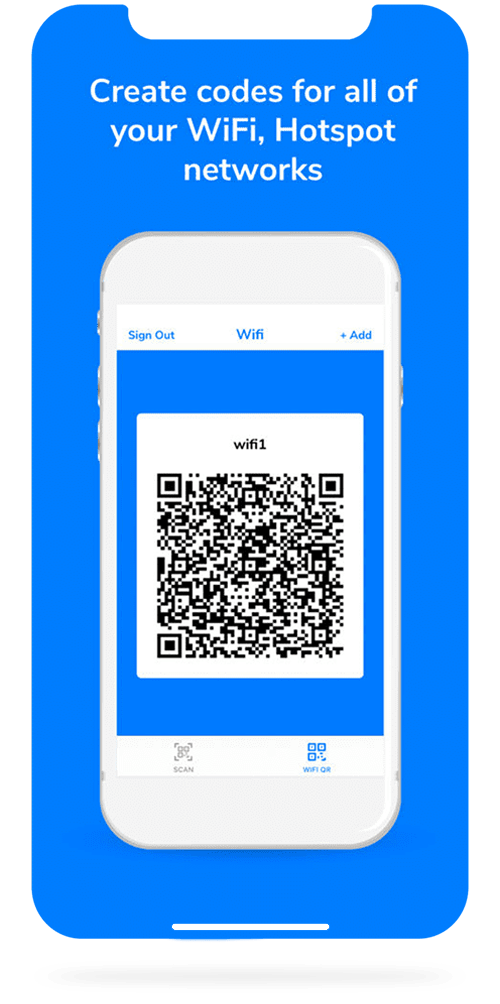 Create codes for all of
your WiFi, Hotspot
networks
Sign Out Wifi + Add
wifi1
SCAN WIFI QR